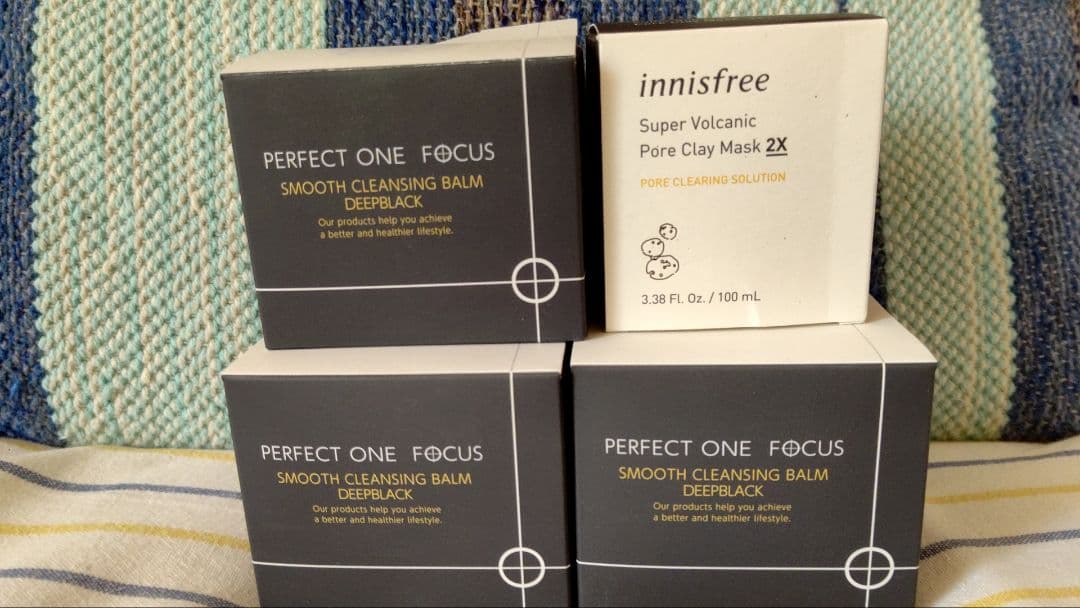 PERFECT ONE FOCUS
SMOOTH CLEANSING BALM
DEEPBLACK
Our products help you achieve
a better and healthier lifestyle.
innisfree
Super Volcanic
Pore Clay Mask 2X
PORE CLEARING SOLUTION
3.38 Fl. Oz. / 100 mL
PERFECT ONE FOCUS
SMOOTH CLEANSING BALM
DEEPBLACK
Our products help you achieve
a better and healthier lifestyle.
PERFECT ONE FOCUS
SMOOTH CLEANSING BALM
DEEPBLACK
Our products help you achieve
a better and healthier lifestyle.